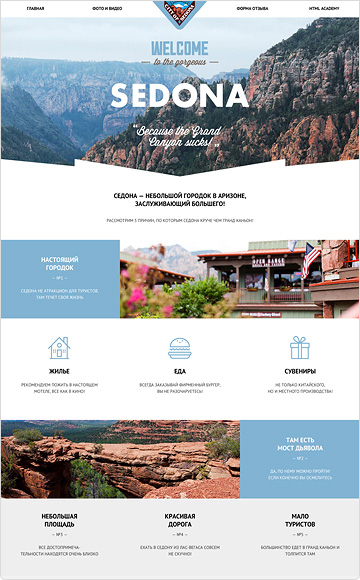 ГЛАВНАЯ
ФОТО И ВИДЕО
ФОРМА ОТЗЫВА
HTML ACADEMY
SEDONA
WELCOME
— to the gorgeous —
SEDONA
"Because the Grand
Canyon sucks!"
СЕДОНА — НЕБОЛЬШОЙ ГОРОДОК В АРИЗОНЕ,
ЗАСЛУЖИВАЮЩИЙ БОЛЬШЕГО!
РАССМОТРИМ 5 ПРИЧИН, ПО КОТОРЫМ СЕДОНА КРУЧЕ ЧЕМ ГРАНД КАНЬОН!
НАСТОЯЩИЙ
ГОРОДОК
— №1 —
СЕДОНА НЕ АТТРАКЦИОН ДЛЯ ТУРИСТОВ,
ТАМ ТЕЧЕТ СВОЯ ЖИЗНЬ
OPEN RANGE
ЖИЛЬЕ
РЕКОМЕНДУЕМ ПОЖИТЬ В НАСТОЯЩЕМ
МОТЕЛЕ, ВСЕ КАК В КИНО!
ЕДА
ВСЕГДА ЗАКАЗЫВАЙ ФИРМЕННЫЙ БУРГЕР,
ВЫ НЕ РАЗОЧАРУЕТЕСЬ!
СУВЕНИРЫ
НЕ ТОЛЬКО КИТАЙСКОГО,
НО И МЕСТНОГО ПРОИЗВОДСТВА!
ТАМ ЕСТЬ
МОСТ ДЬЯВОЛА
— №2 —
ДА, ПО НЕМУ МОЖНО ПРОЙТИ!
ЕСЛИ КОНЕЧНО ВЫ ОСМЕЛИТЕСЬ
НЕБОЛЬШАЯ
ПЛОЩАДЬ
— №3 —
ВСЕ ДОСТОПРИМЕЧА-
ТЕЛЬНОСТИ НАХОДЯТСЯ ОЧЕНЬ БЛИЗКО
КРАСИВАЯ
ДОРОГА
— №4 —
ЕХАТЬ В СЕДОНУ ИЗ ЛАС-ВЕГАСА СОВСЕМ
НЕ СКУЧНО!
МАЛО
ТУРИСТОВ
— №5 —
БОЛЬШИНСТВО ЕДЕТ В ГРАНД КАНЬОН И
ТОЛПИТСЯ ТАМ